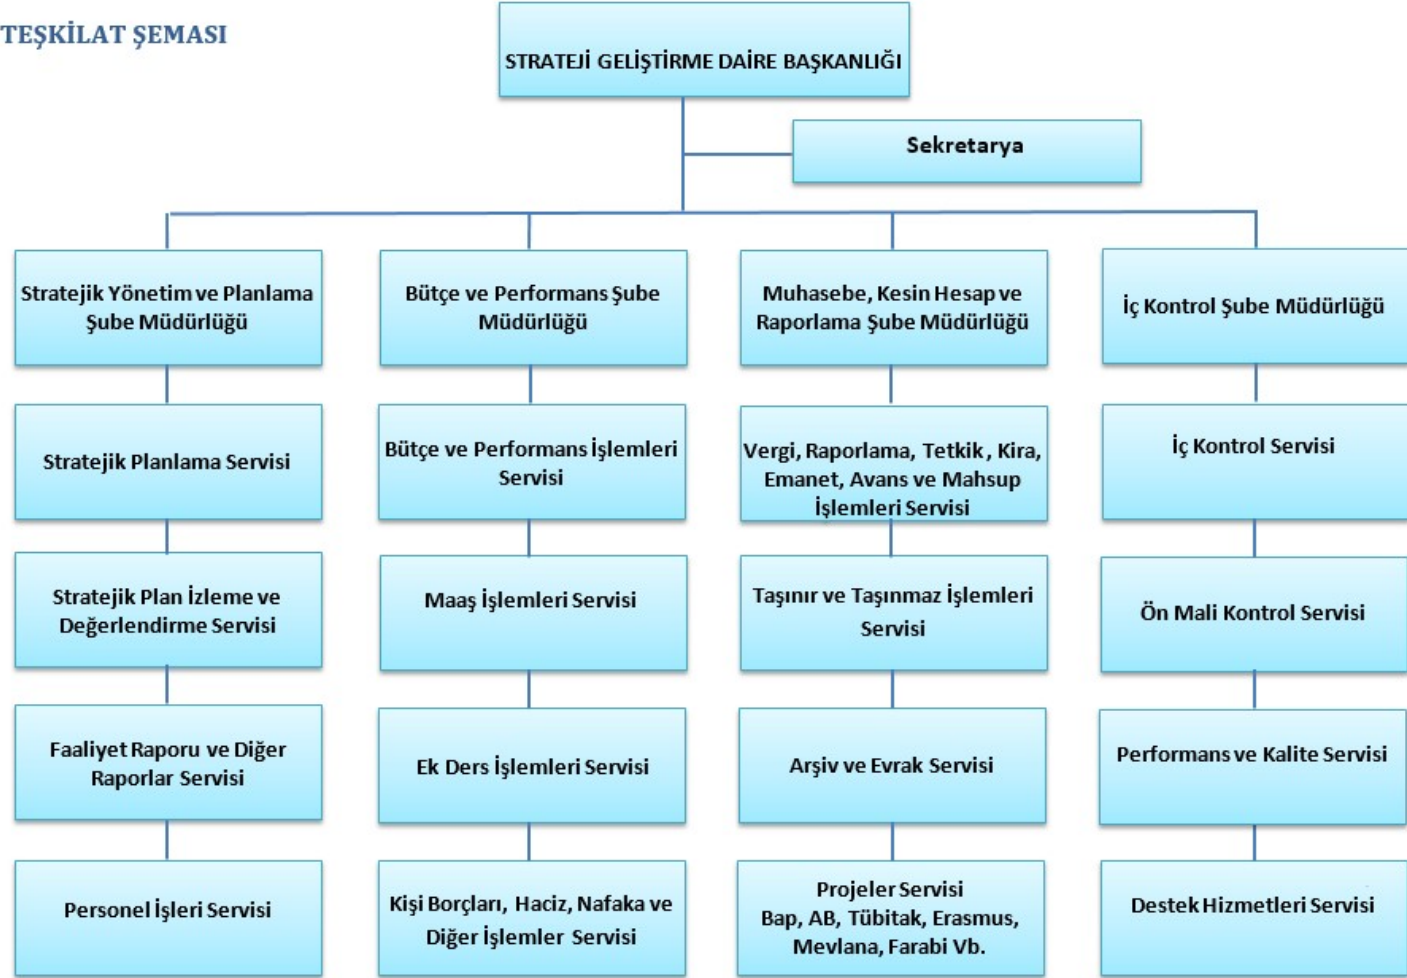 TEŞKİLAT ŞEMASI
STRATEJİ GELİŞTİRME DAİRE BAŞKANLIĞI
Sekretarya
Stratejik Yönetim ve Planlama
Şube Müdürlüğü
Bütçe ve Performans Şube
Müdürlüğü
Muhasebe, Kesin Hesap ve
Raporlama Şube Müdürlüğü
İç Kontrol Şube Müdürlüğü
Stratejik Planlama Servisi
Bütçe ve Performans İşlemleri
Servisi
Vergi, Raporlama, Tetkik, Kira,
Emanet, Avans ve Mahsup
İşlemleri Servisi
İç Kontrol Servisi
Stratejik Plan İzleme ve
Değerlendirme Servisi
Maaş İşlemleri Servisi
Taşınır ve Taşınmaz İşlemleri
Servisi
Ön Mali Kontrol Servisi
Faaliyet Raporu ve Diğer
Raporlar Servisi
Ek Ders İşlemleri Servisi
Arşiv ve Evrak Servisi
Performans ve Kalite Servisi
Personel İşleri Servisi
Kişi Borçları, Haciz, Nafaka ve
Diğer İşlemler Servisi
Projeler Servisi
Bap, AB, Tübitak, Erasmus,
Mevlana, Farabi Vb.
Destek Hizmetleri Servisi